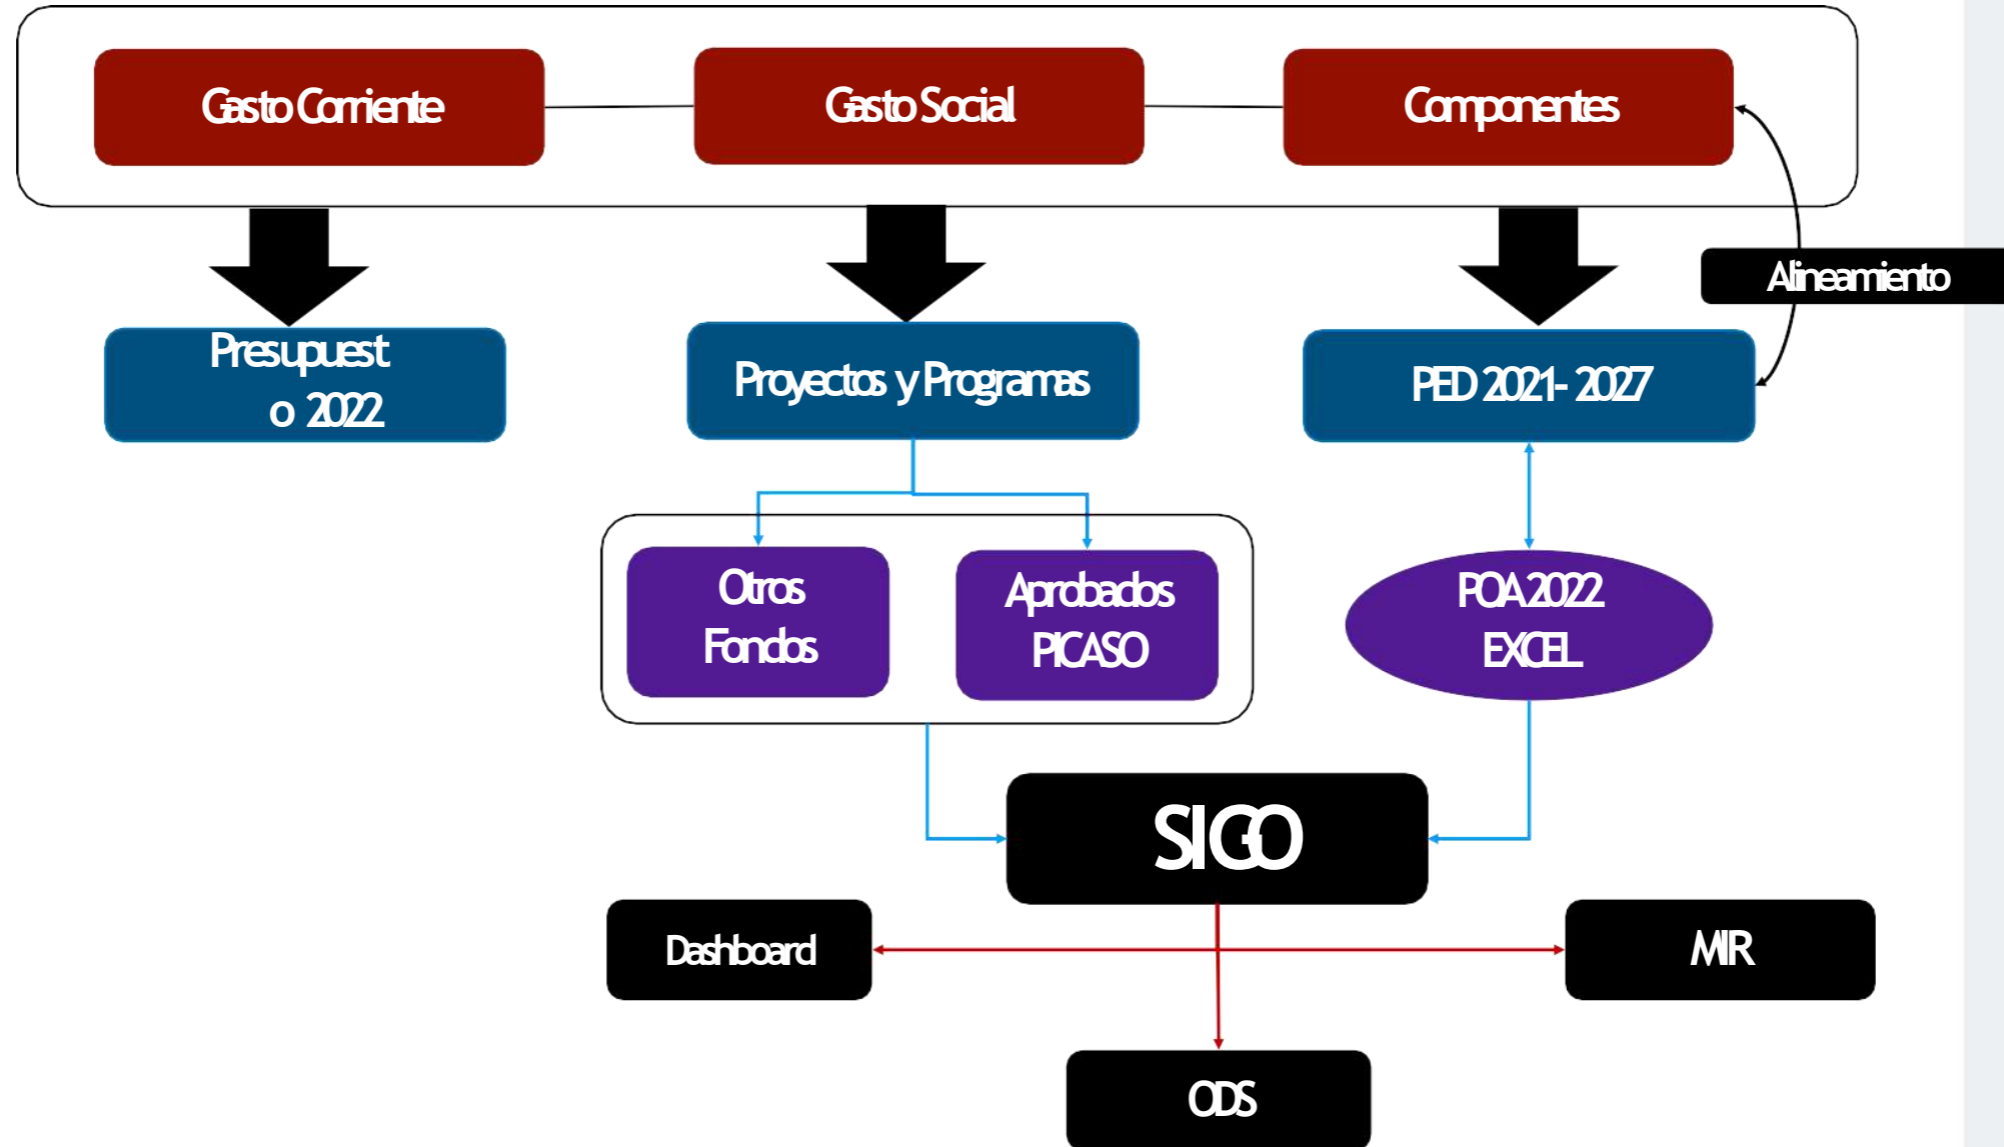 Gasto Corriente
Gasto Social
Componentes
Alineamiento
Presupuest
o 2022
Proyectos y Programas
PED 2021- 2027
Otros
Fondos
Aprobados
PICASO
POA 2022
EXCEL
SIGO
Dashboard
MIR
ODS